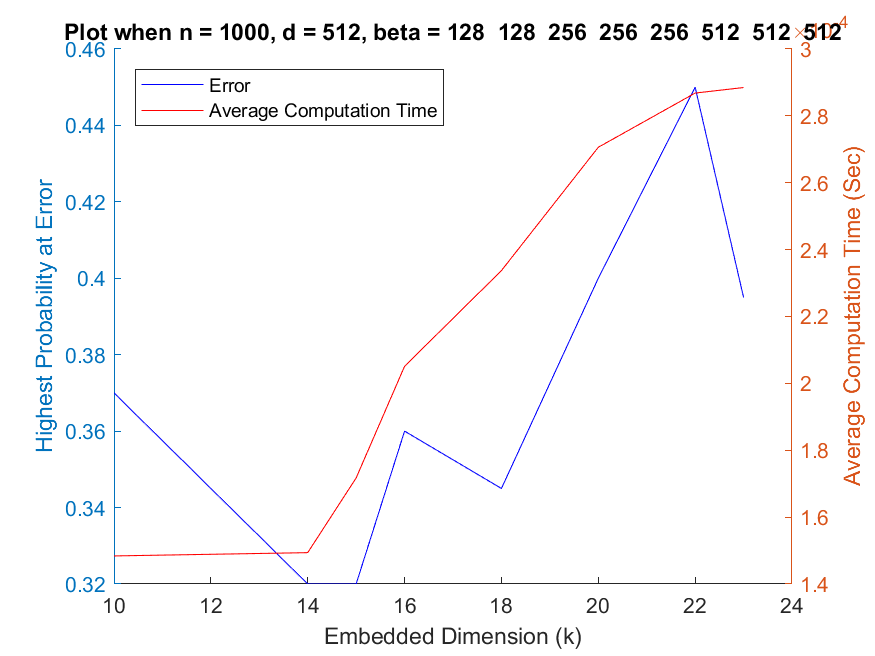 Plot when n = 1000, d = 512, beta = 128 128 256 256 256 512 512 512
×10^4
Error
Average Computation Time
0.46
0.44
0.42
0.4
0.38
0.36
0.34
0.32
Highest Probability at Error
3
2.8
2.6
2.4
2.2
2
1.8
1.6
1.4
Average Computation Time (Sec)
10 12 14 16 18 20 22 24
Embedded Dimension (k)